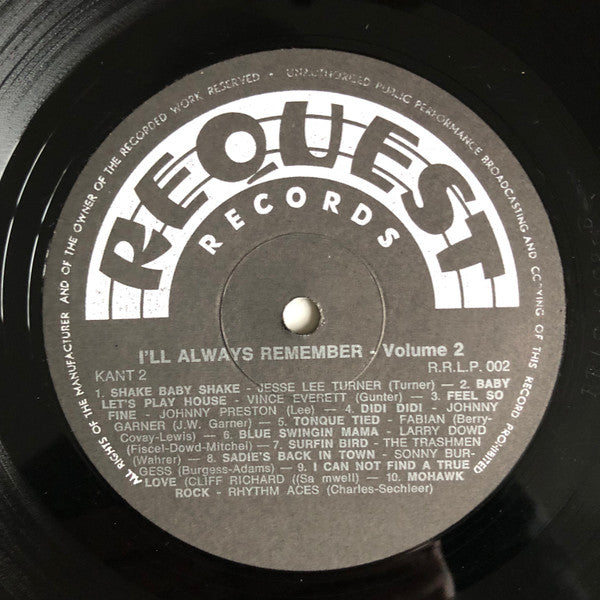 ALL RIGHTS OF THE MANUFACTURER AND OF THE OWNER OF THE RECORDED WORK RESERVED • UNAUTHORISED PUBLIC PERFORMANCE BROADCASTING AND COPYING OF THIS RECORD PROHIBITED
REQUEST
RECORDS
I'LL ALWAYS REMEMBER - Volume 2
KANT 2 R.R.L.P. 002
1. SHAKE BABY SHAKE - JESSE LEE TURNER (Turner) - 2. BABY
LET'S PLAY HOUSE - VINCE EVERETT (Gunter) - 3. FEEL SO
FINE - JOHNNY PRESTON (Lee) - 4. DIDI DIDI - JOHNNY
GARNER (J.W. Garner) - 5. TONGUE TIED - FABIAN (Berry-
Covay-Lewis) - 6. BLUE SWINGIN MAMA - LARRY DOWD
(Fiscel-Dowd-Mitchel) - 7. SURFIN BIRD - THE TRASHMEN
(Wahrer) - 8. SADIE'S BACK IN TOWN - SONNY BUR-
GESS (Burgess-Adams) - 9. I CAN NOT FIND A TRUE
LOVE (CLIFF RICHARD ((Sa mwell) - 10. MOHAWK
ROCK - RHYTHM ACES (Charles-Sechleer)